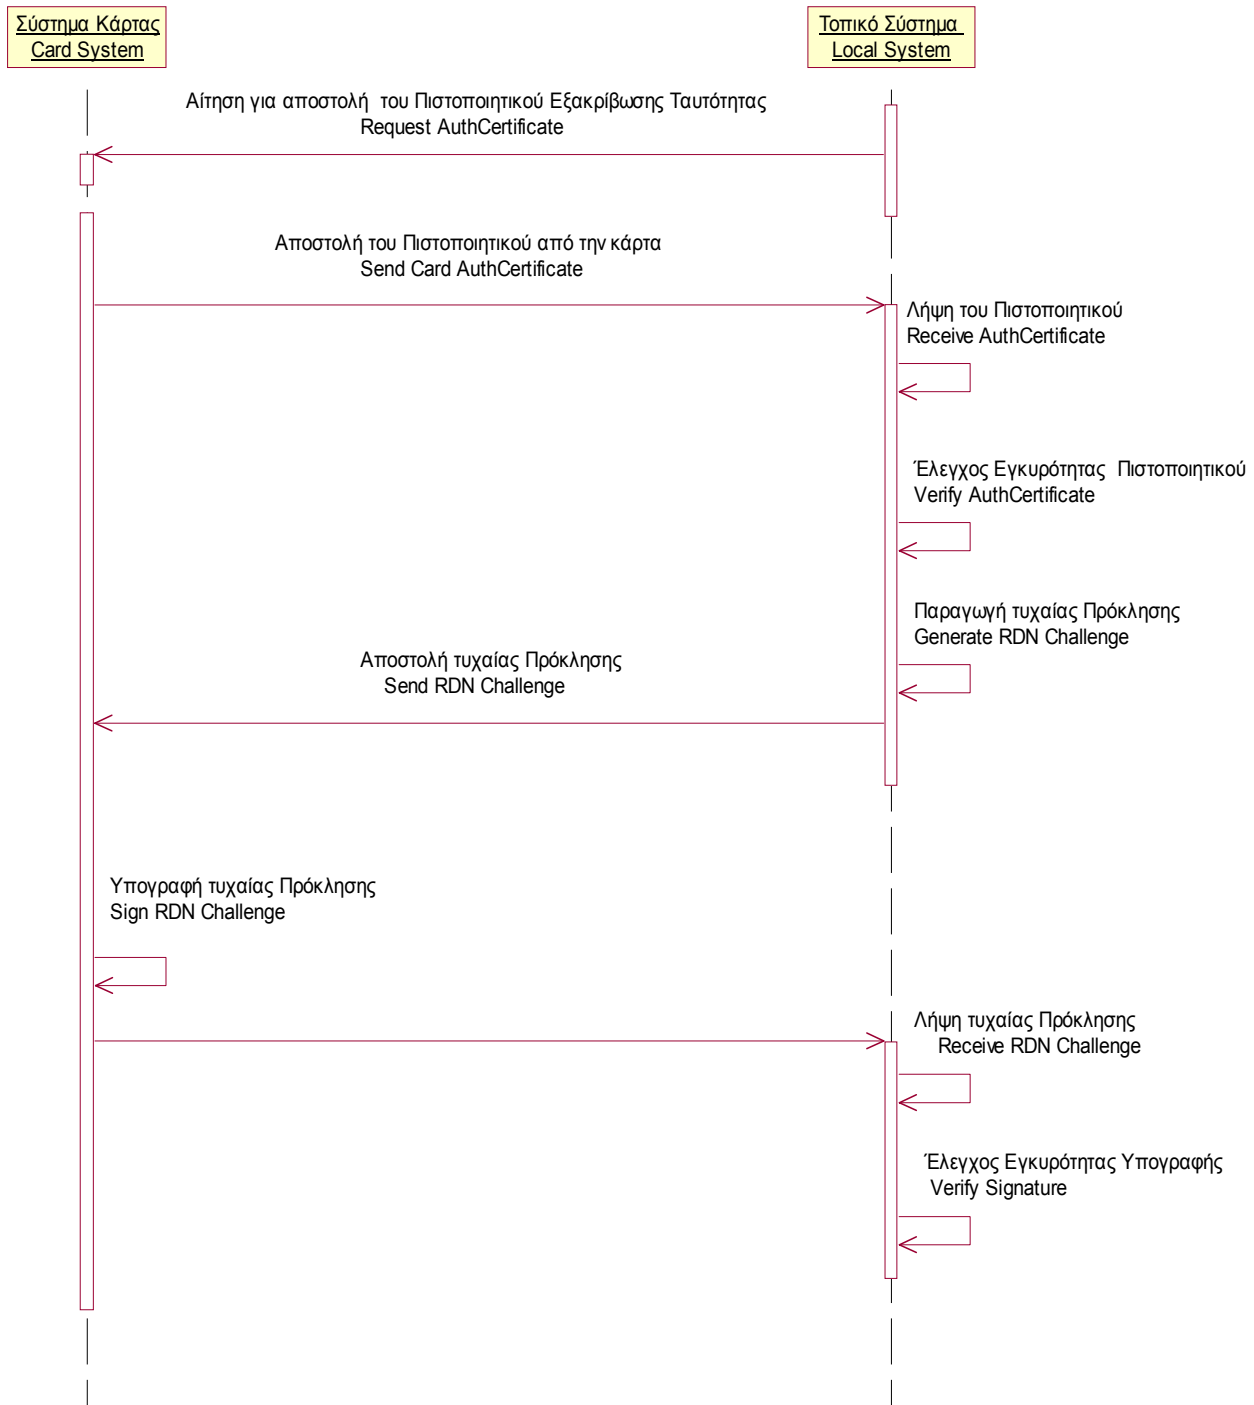 Σύστημα Κάρτας
Card System
Τοπικό Σύστημα
Local System
Αίτηση για αποστολή του Πιστοποιητικού Εξακρίβωσης Ταυτότητας
Request AuthCertificate
Αποστολή του Πιστοποιητικού από την κάρτα
Send Card AuthCertificate
Λήψη του Πιστοποιητικού
Receive AuthCertificate
Έλεγχος Εγκυρότητας Πιστοποιητικού
Verify AuthCertificate
Παραγωγή τυχαίας Πρόκλησης
Generate RDN Challenge
Αποστολή τυχαίας Πρόκλησης
Send RDN Challenge
Υπογραφή τυχαίας Πρόκλησης
Sign RDN Challenge
Λήψη τυχαίας Πρόκλησης
Receive RDN Challenge
Έλεγχος Εγκυρότητας Υπογραφής
Verify Signature